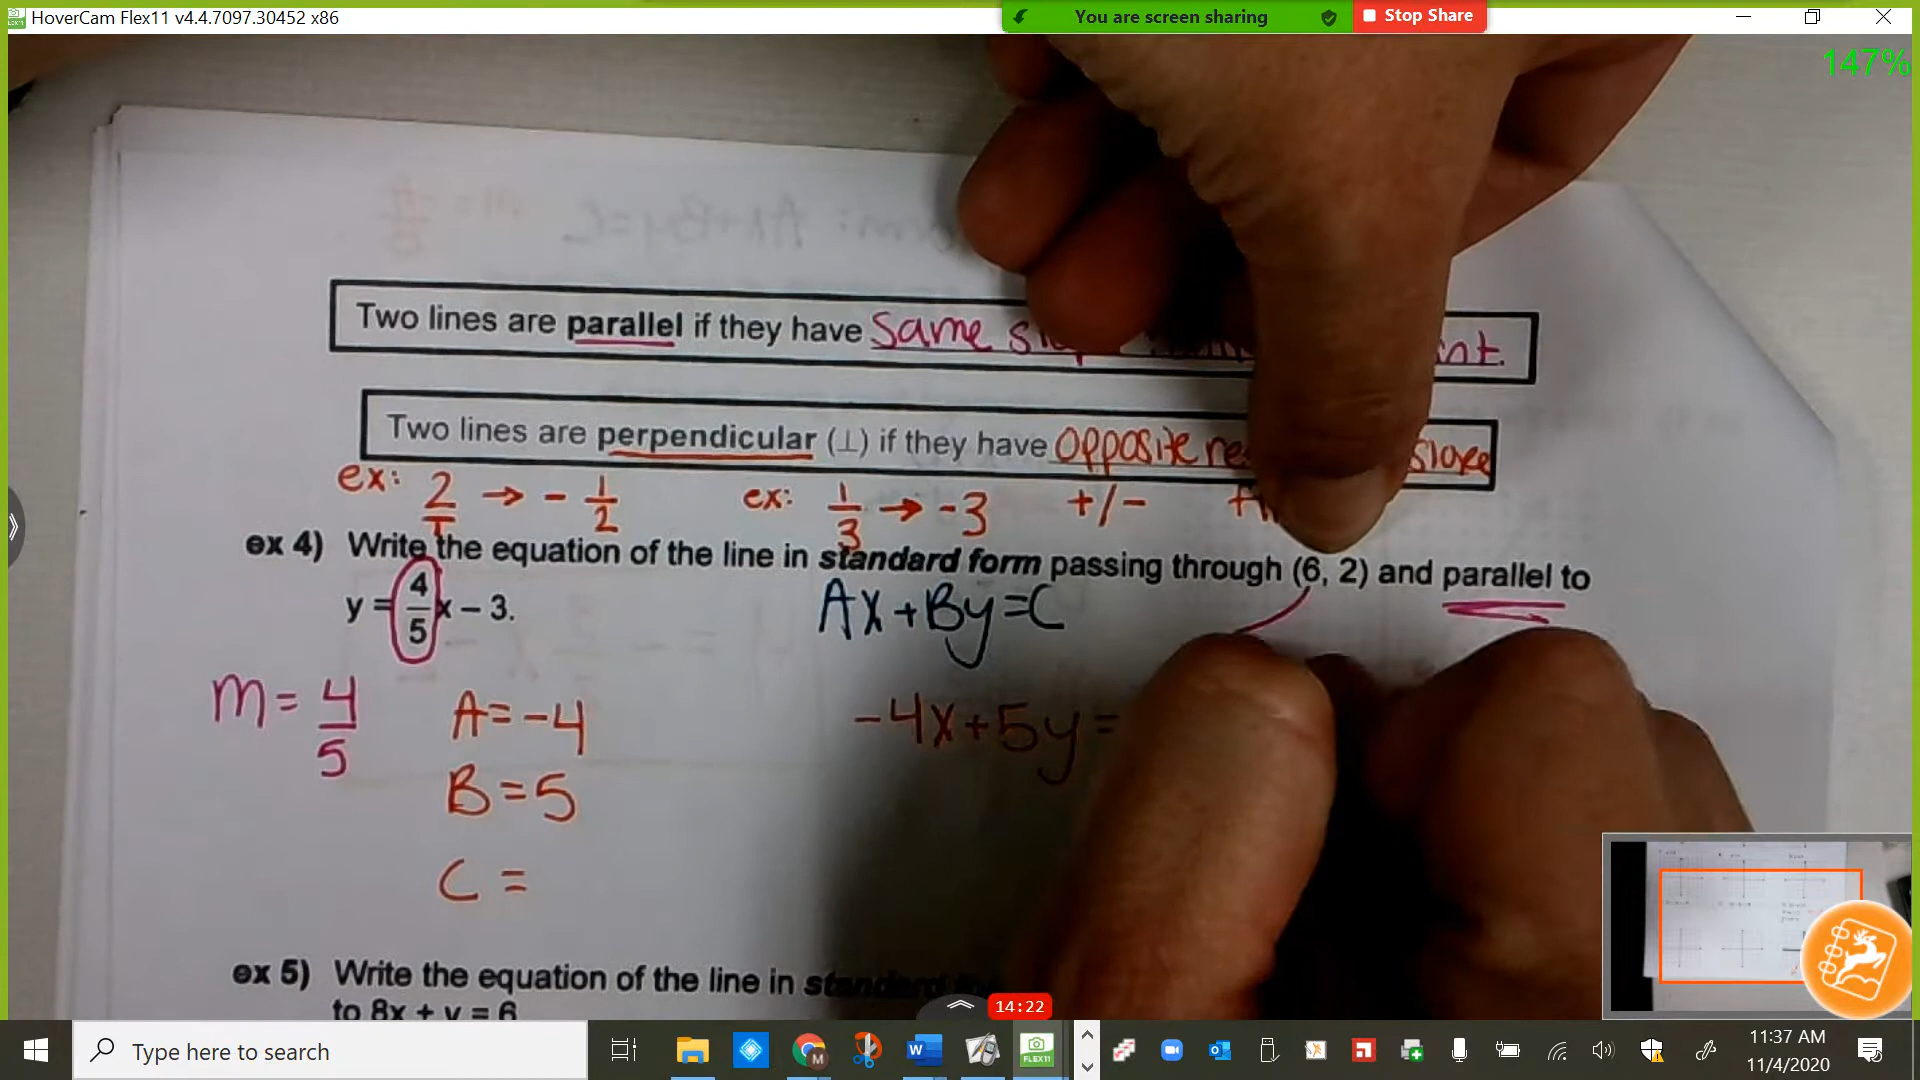 HoverCam Flex11 v4.4.7097.30452 x86
You are screen sharing
Stop Share
147%
Two lines are parallel if they have same
Two lines are perpendicular (⊥) if they have opposite slope
ex: 2/1 → - 1/2 ex: 1/3 → -3 +/-
ex 4) Write the equation of the line in standard form passing through (6, 2) and parallel to
y = 4/5 x – 3.
Ax+By=C
m = 4/5
A = -4
-4x+5y=
B = 5
C =
ex 5) Write the equation of the line in standard
to 8x + y = 6
14:22
Type here to search
11:37 AM
11/4/2020